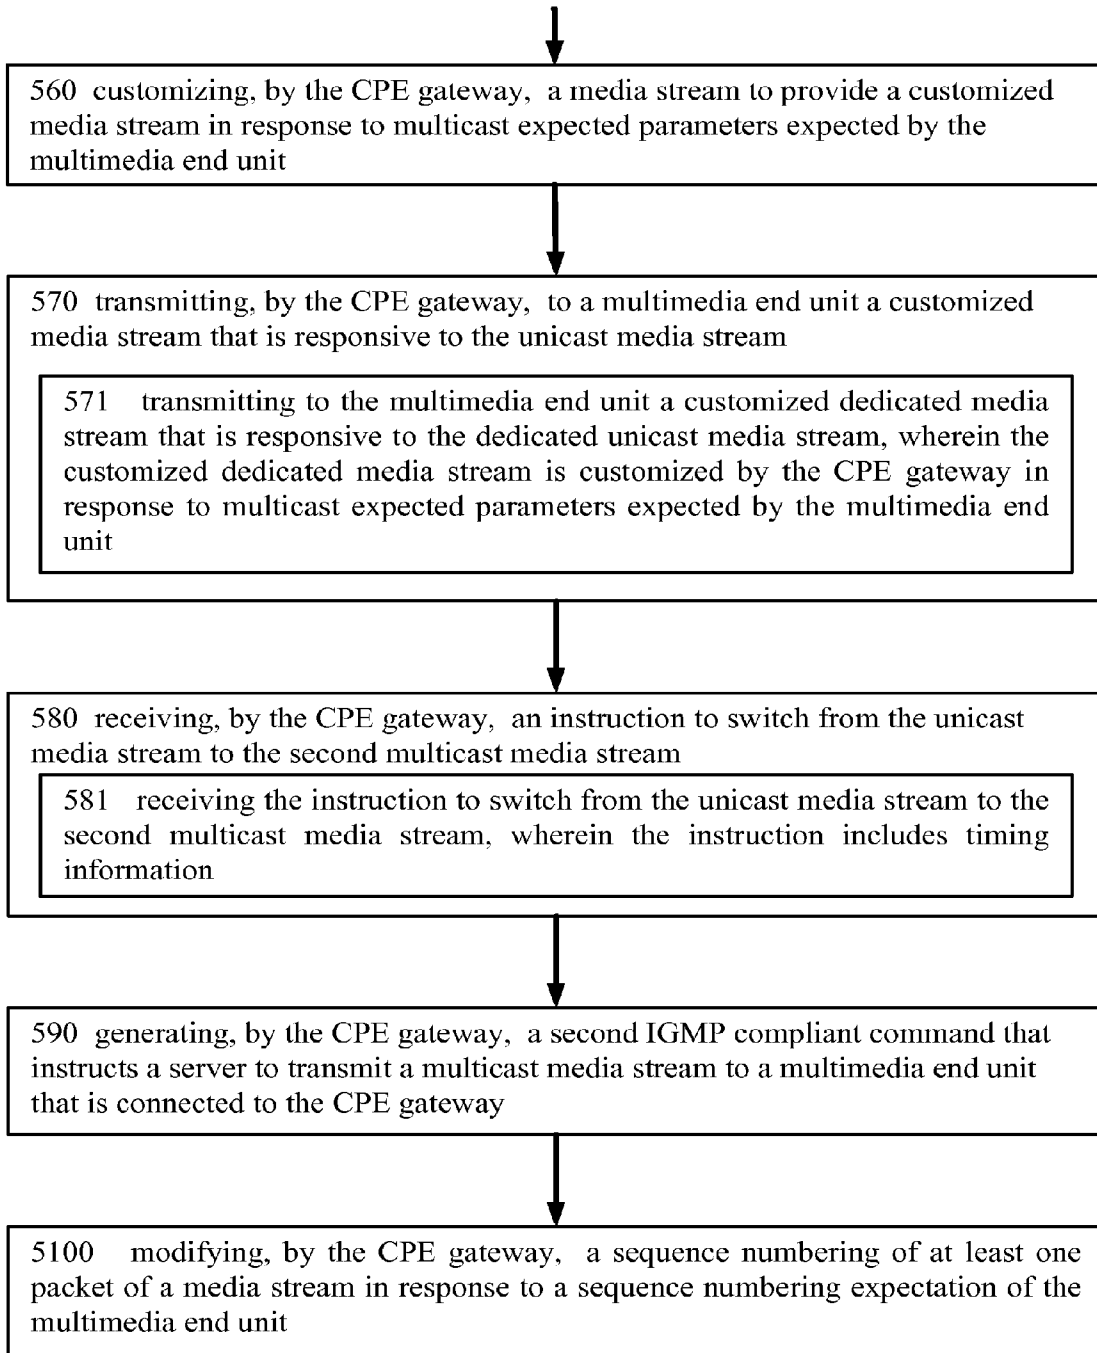 560 customizing, by the CPE gateway, a media stream to provide a customized
media stream in response to multicast expected parameters expected by the
multimedia end unit
570 transmitting, by the CPE gateway, to a multimedia end unit a customized
media stream that is responsive to the unicast media stream
571 transmitting to the multimedia end unit a customized dedicated media
stream that is responsive to the dedicated unicast media stream, wherein the
customized dedicated media stream is customized by the CPE gateway in
response to multicast expected parameters expected by the multimedia end
unit
580 receiving, by the CPE gateway, an instruction to switch from the unicast
media stream to the second multicast media stream
581 receiving the instruction to switch from the unicast media stream to the
second multicast media stream, wherein the instruction includes timing
information
590 generating, by the CPE gateway, a second IGMP compliant command that
instructs a server to transmit a multicast media stream to a multimedia end unit
that is connected to the CPE gateway
5100 modifying, by the CPE gateway, a sequence numbering of at least one
packet of a media stream in response to a sequence numbering expectation of the
multimedia end unit